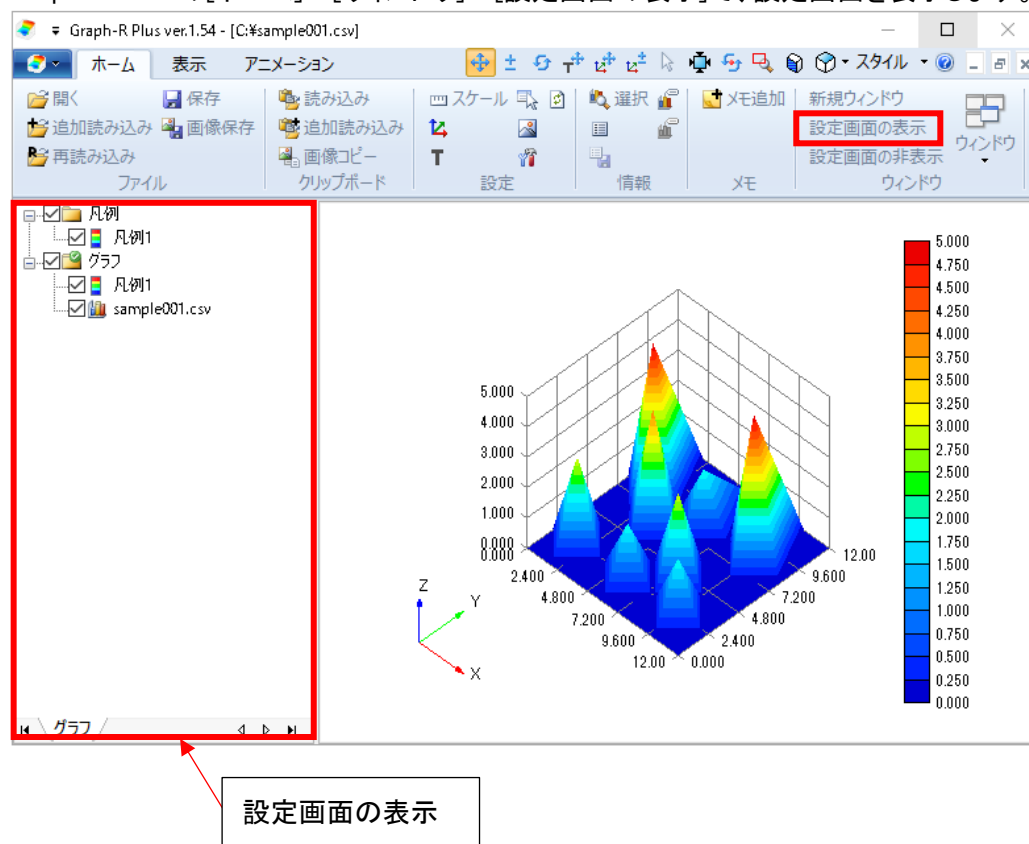 Graph-R Plus ver.1.54 - [C:¥sample001.csv]
ホーム 表示 アニメーション スタイル
開く 保存 読み込み スケール 選択 メモ追加 新規ウィンドウ
追加読み込み 画像保存 追加読み込み 設定画面の表示 ウィンドウ
再読み込み 画像コピー T 設定画面の非表示
ファイル クリップボード 設定 情報 メモ ウィンドウ
凡例
凡例1
グラフ
凡例1
sample001.csv
5.000
4.750
4.500
4.250
4.000
3.750
3.500
3.250
3.000
2.750
2.500
2.250
2.000
1.750
1.500
1.250
1.000
0.750
0.500
0.250
0.000
5.000
4.000
3.000
2.000
1.000
0.000
0.000 12.00
2.400 9.600
4.800 7.200
7.200 4.800
9.600 2.400
12.00 0.000
Z
Y
X
グラフ
設定画面の表示